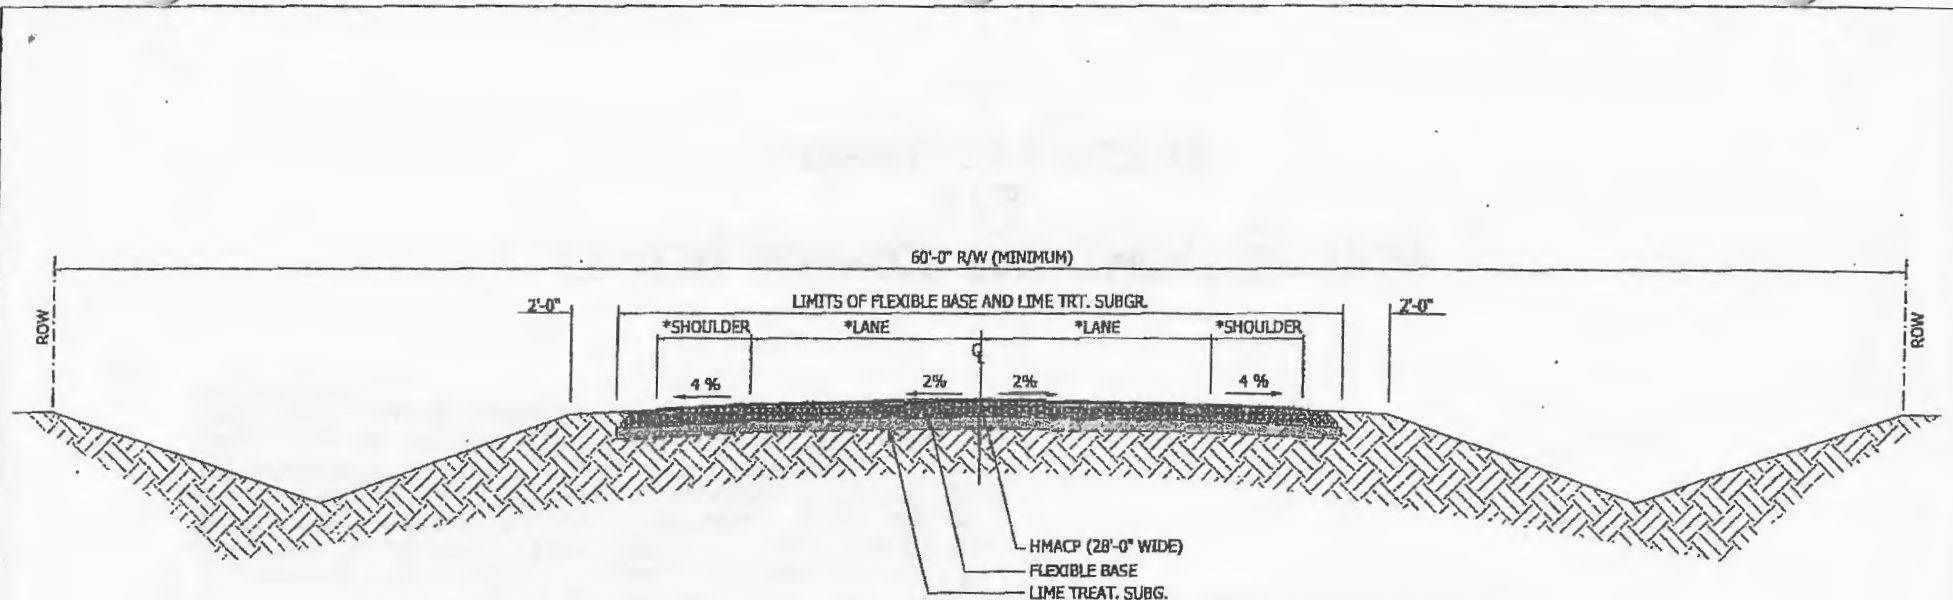 60'-0" R/W (MINIMUM)
2'-0" LIMITS OF FLEXIBLE BASE AND LIME TRT. SUBGR. 2'-0"
ROW *SHOULDER *LANE *LANE *SHOULDER ROW
℄
4 % 2% 2% 4 %
HMACP (28'-0" WIDE)
FLEXIBLE BASE
LIME TREAT. SUBG.